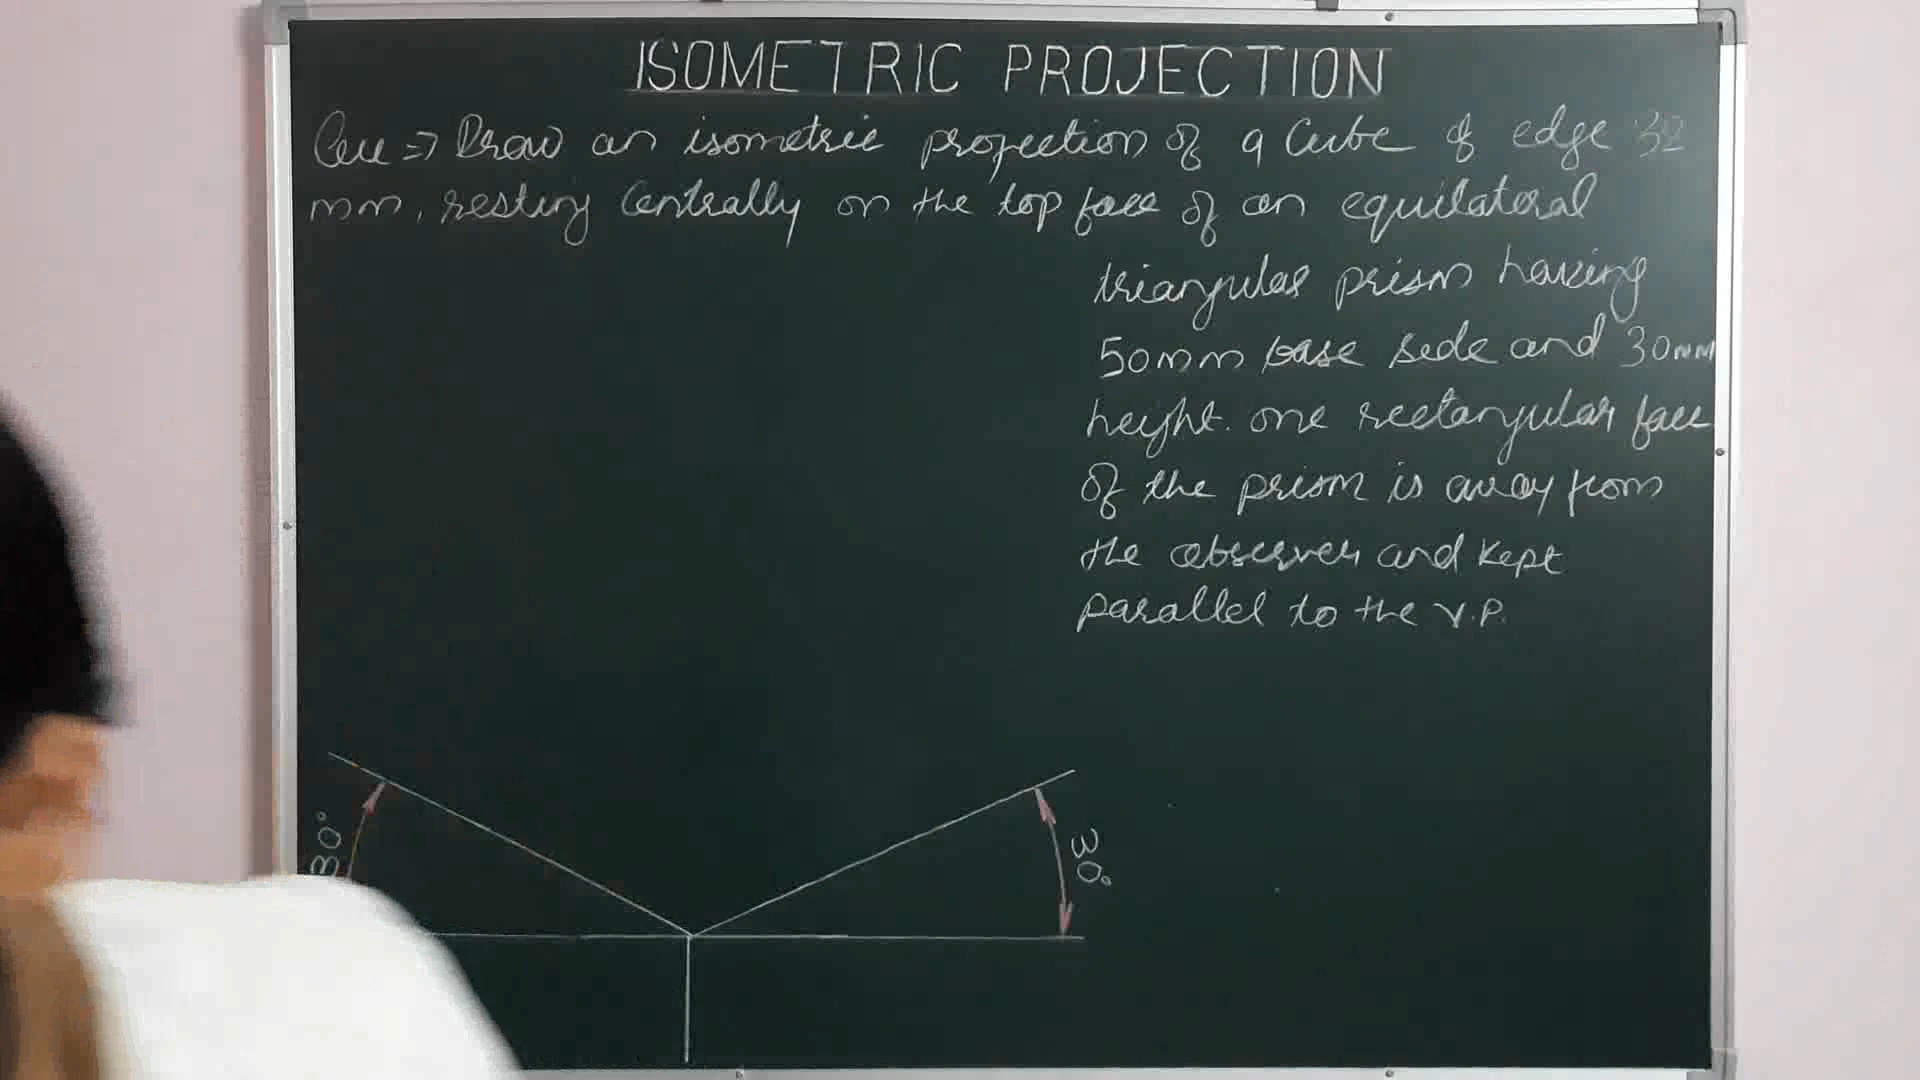 ISOMETRIC PROJECTION
Que ⇒ Draw an isometric projection of a Cube of edge 32
mm, resting Centrally on the top face of an equilateral
triangular prism having
50mm base side and 30mm
height. one rectangular face
of the prism is away from
the observer and kept
parallel to the V.P.
30°
30°